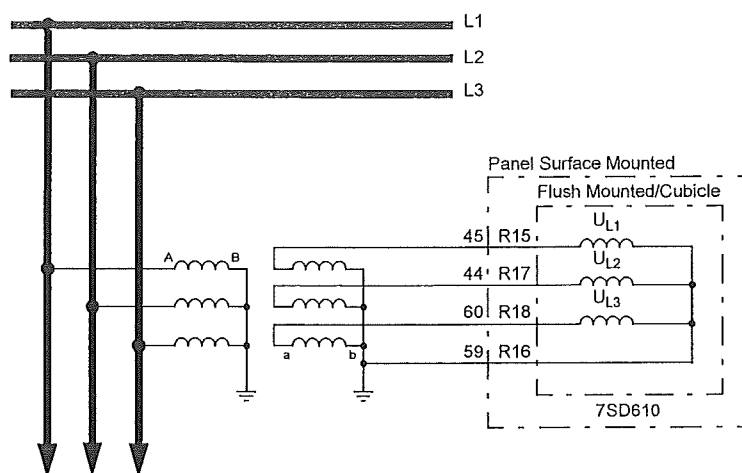 L1
L2
L3
Panel Surface Mounted
Flush Mounted/Cubicle
UL1
45 R15
A B
UL2
44 R17
UL3
60 R18
a b
59 R16
7SD610